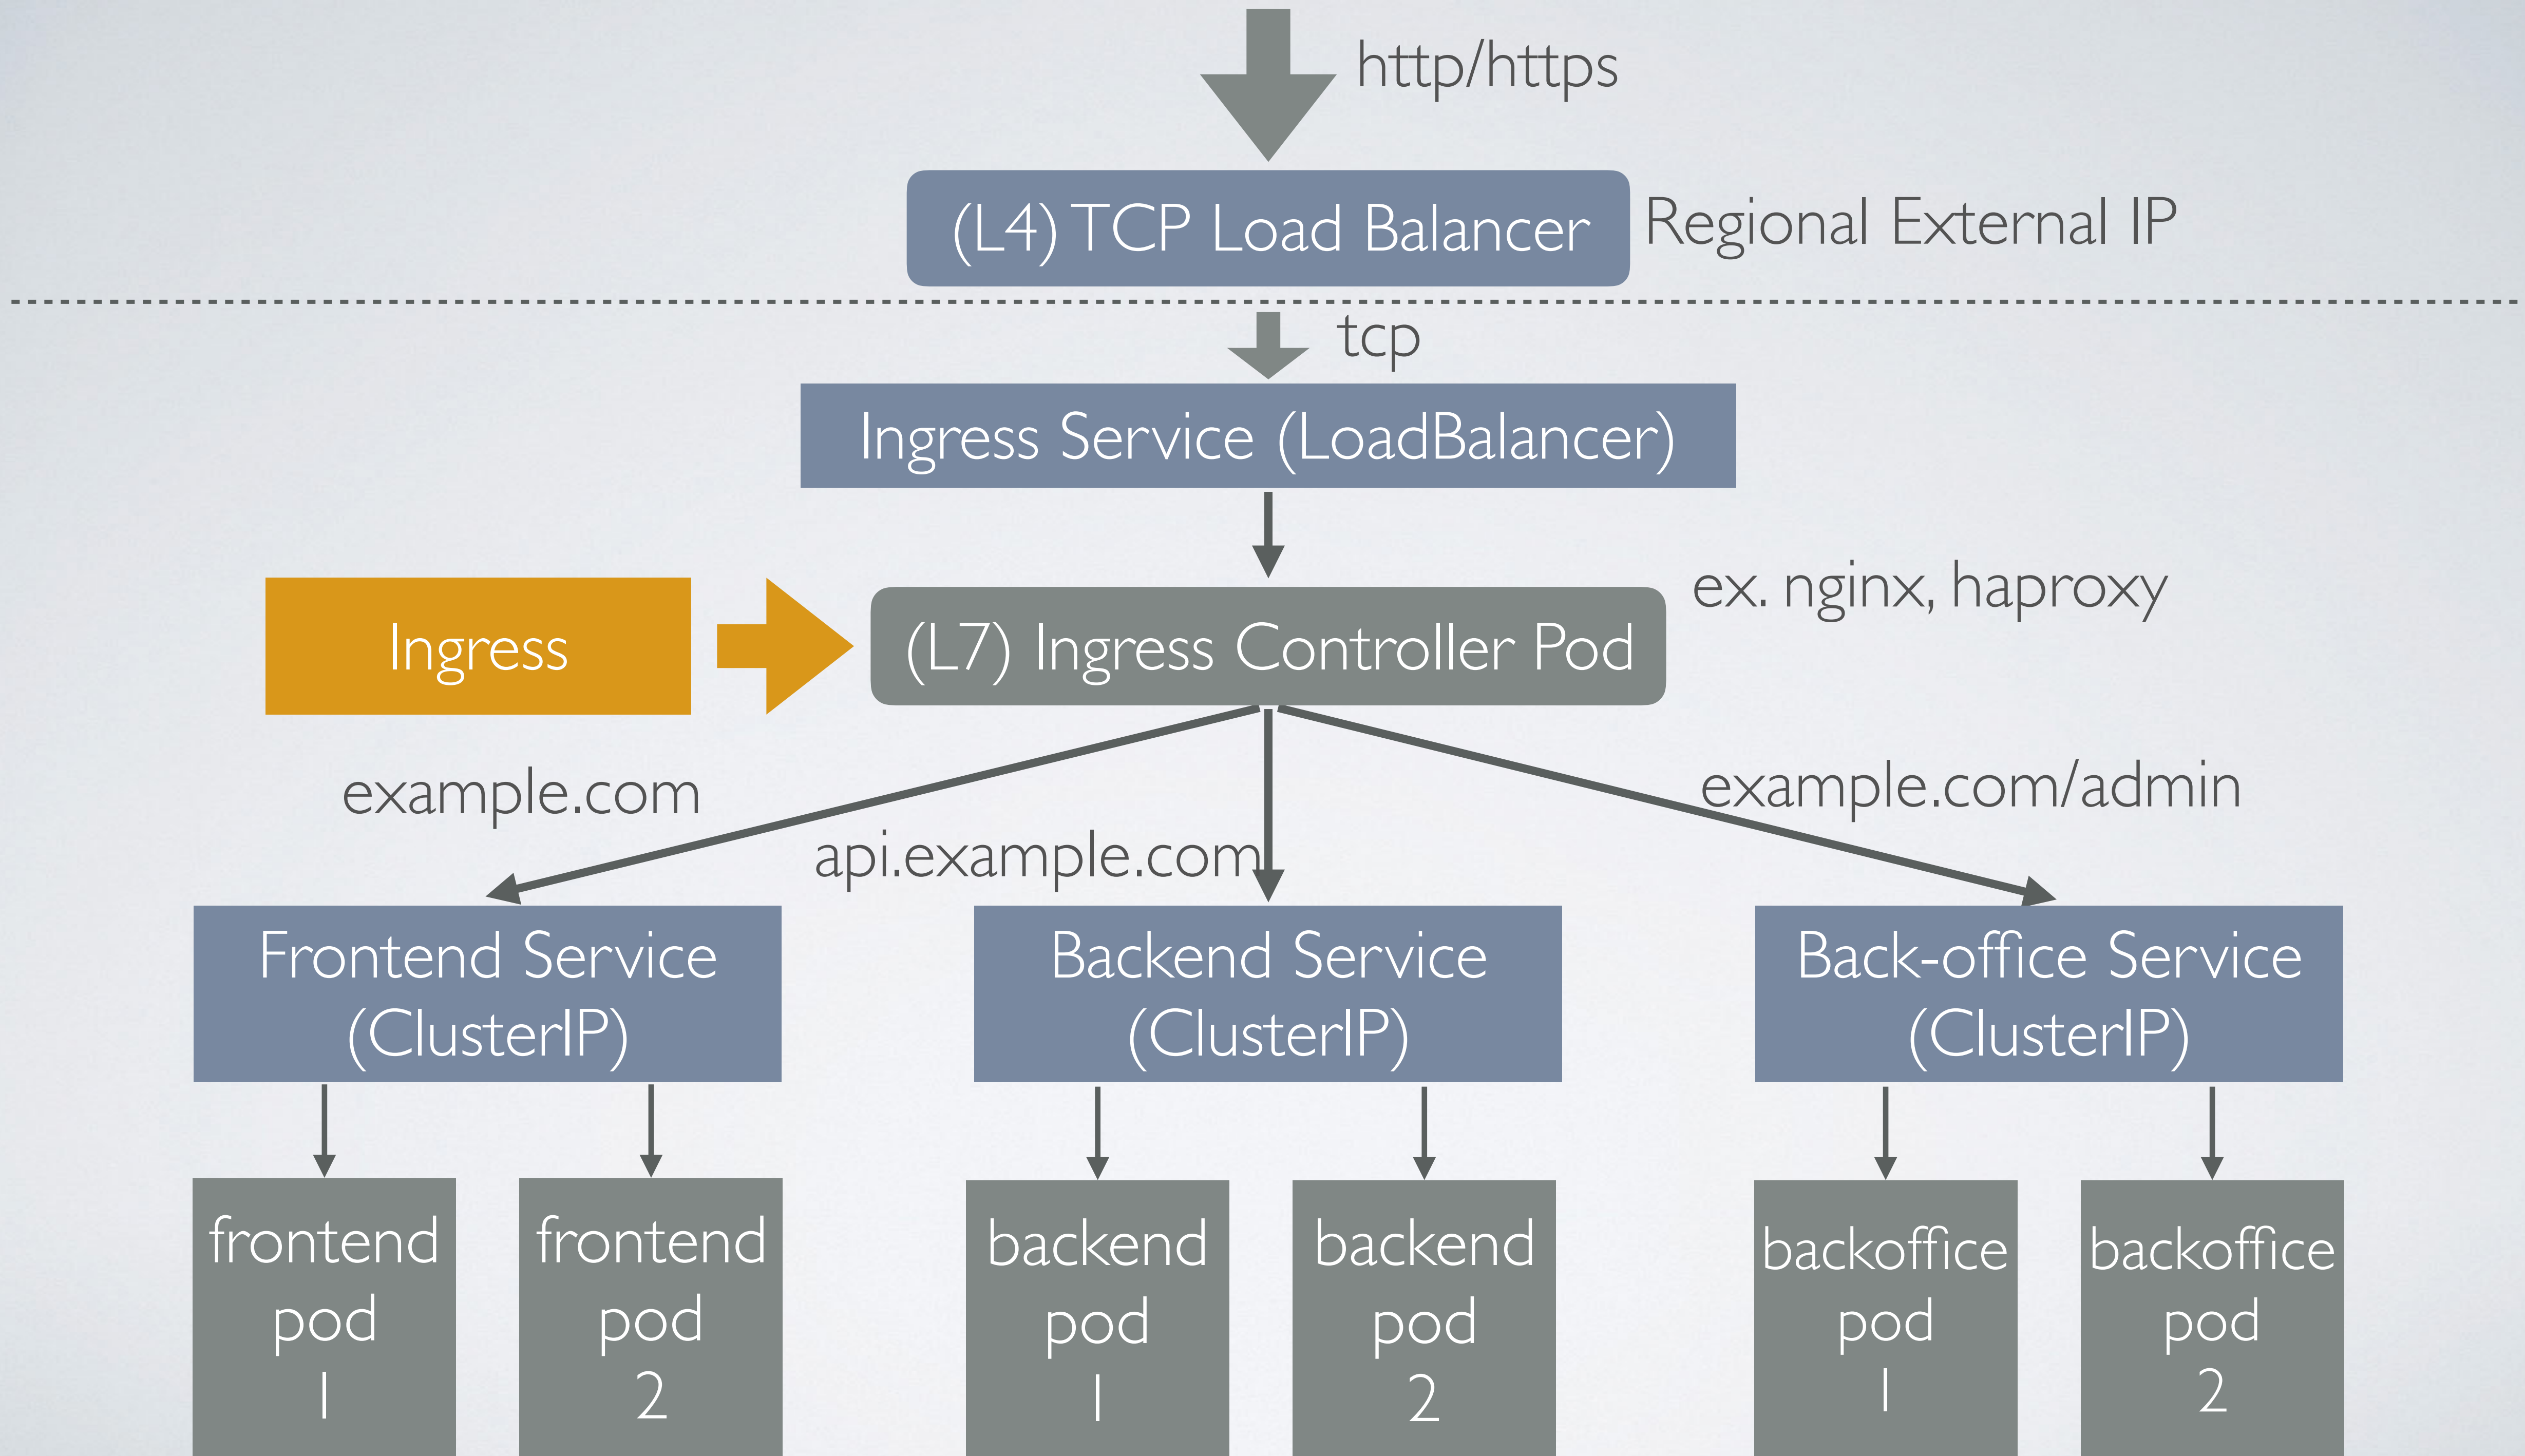 http/https
(L4) TCP Load Balancer
Regional External IP
tcp
Ingress Service (LoadBalancer)
ex. nginx, haproxy
Ingress
(L7) Ingress Controller Pod
example.com
api.example.com
example.com/admin
Frontend Service
(ClusterIP)
Backend Service
(ClusterIP)
Back-office Service
(ClusterIP)
frontend
pod
1
frontend
pod
2
backend
pod
1
backend
pod
2
backoffice
pod
1
backoffice
pod
2